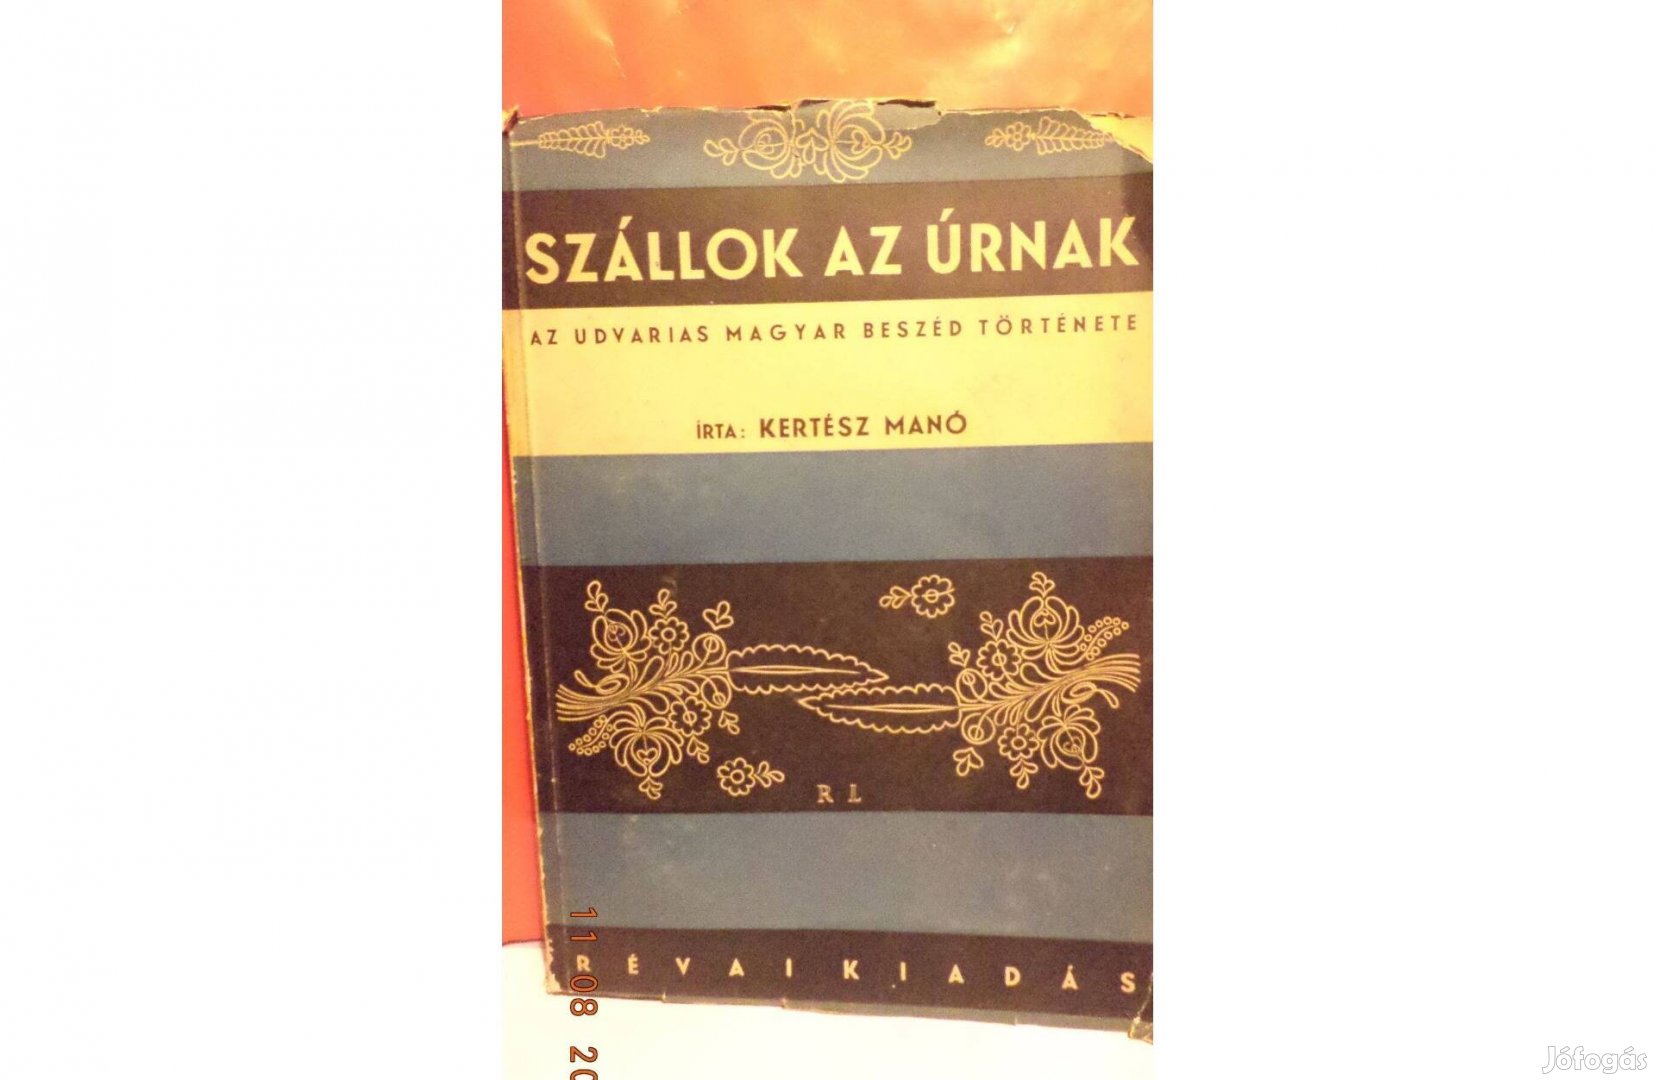 SZÁLLOK AZ ÚRNAK
AZ UDVARIAS MAGYAR BESZÉD TÖRTÉNETE
ÍRTA: KERTÉSZ MANÓ
R L
RÉVAI KIADÁS
11 08 20
Jófogás